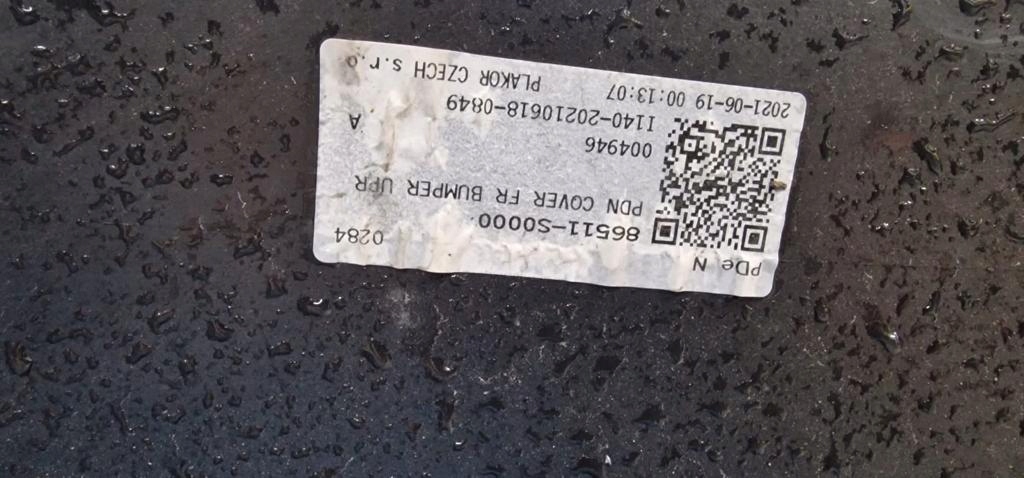 PDe N 0284
86511-S0000
PDN COVER FR BUMPER UPR
004946
1140-20210618-0849 A
2021-06-19 00:13:07 PLAKOR CZECH s.r.o